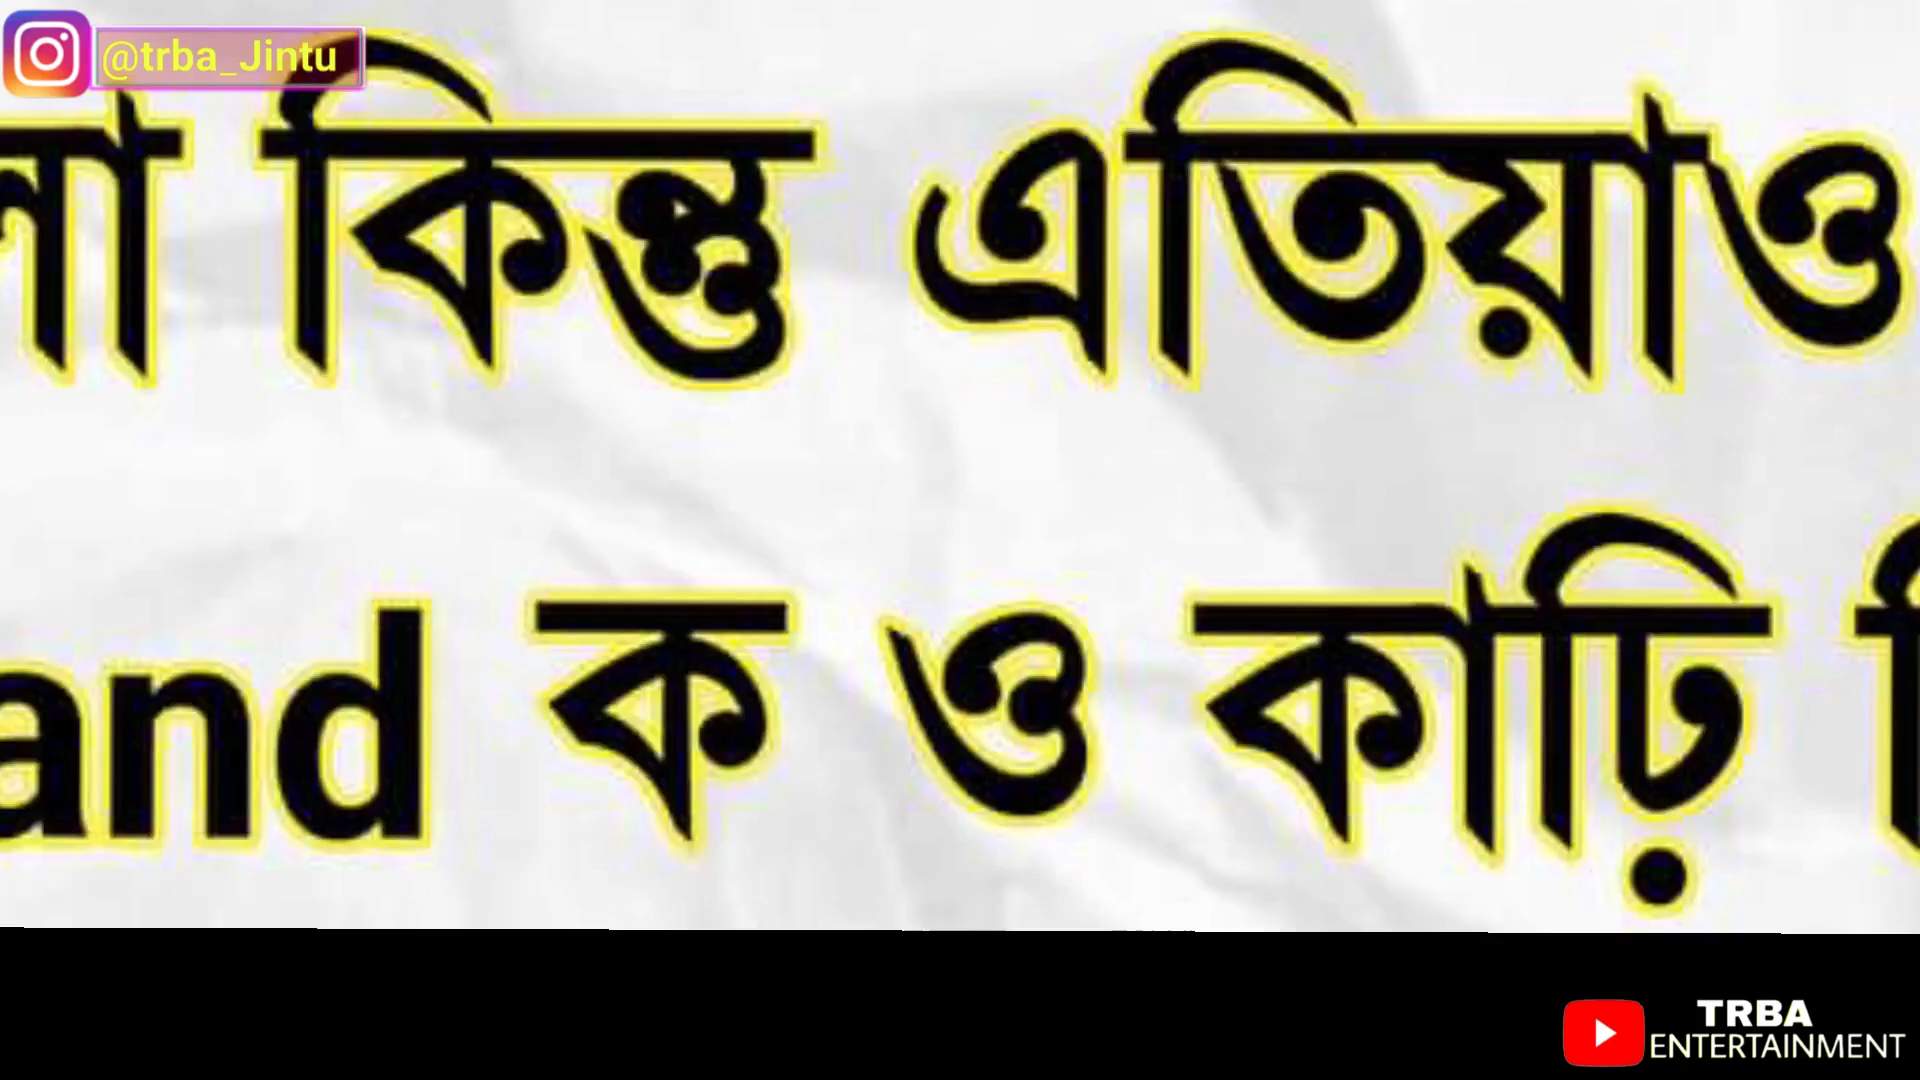 @trba_Jintu
লা কিন্তু এতিয়াও
and ক ও কাঢ়ি
TRBA
ENTERTAINMENT